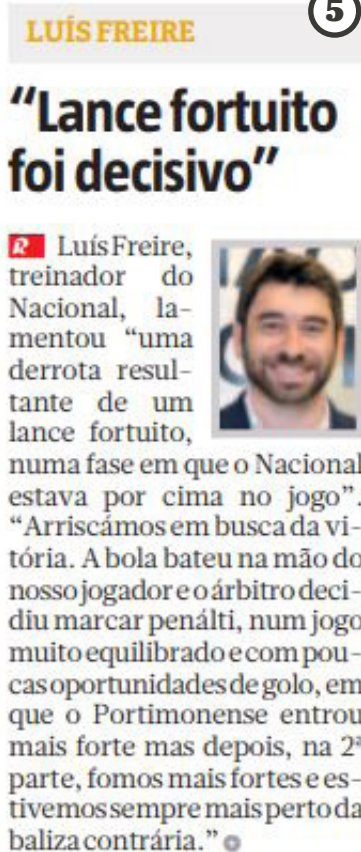 5
LUÍS FREIRE
“Lance fortuito
foi decisivo”
R Luís Freire,
treinador do
Nacional, la-
mentou “uma
derrota resul-
tante de um
lance fortuito,
numa fase em que o Nacional
estava por cima no jogo”.
“Arriscámos em busca da vi-
tória. A bola bateu na mão do
nosso jogador e o árbitro deci-
diu marcar penálti, num jogo
muito equilibrado e com pou-
cas oportunidades de golo, em
que o Portimonense entrou
mais forte mas depois, na 2ª
parte, fomos mais fortes e es-
tivemos sempre mais perto da
baliza contrária.”